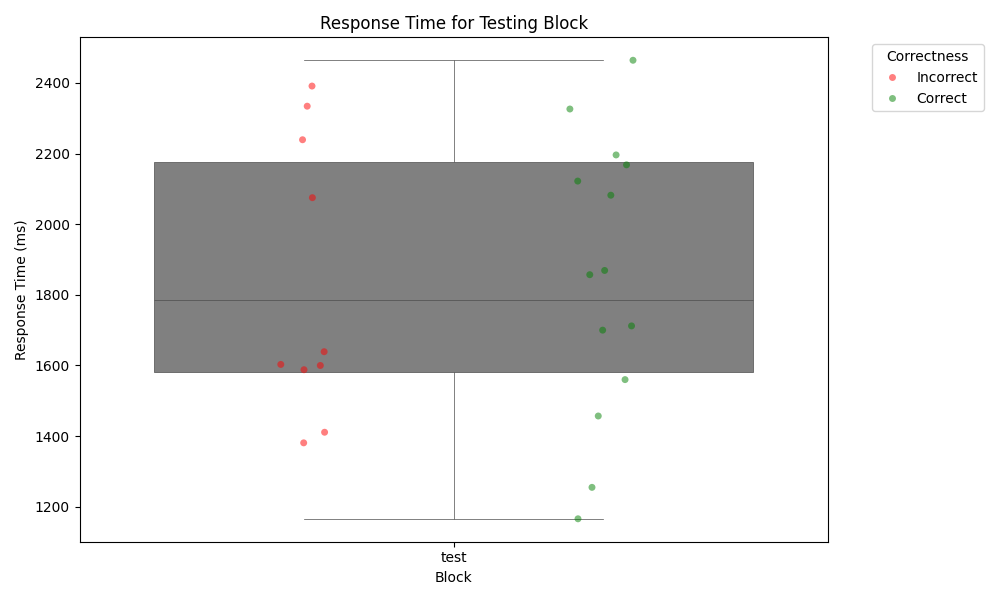 Response Time for Testing Block
Correctness
Incorrect
Correct
2400
2200
2000
1800
1600
1400
1200
Response Time (ms)
test
Block